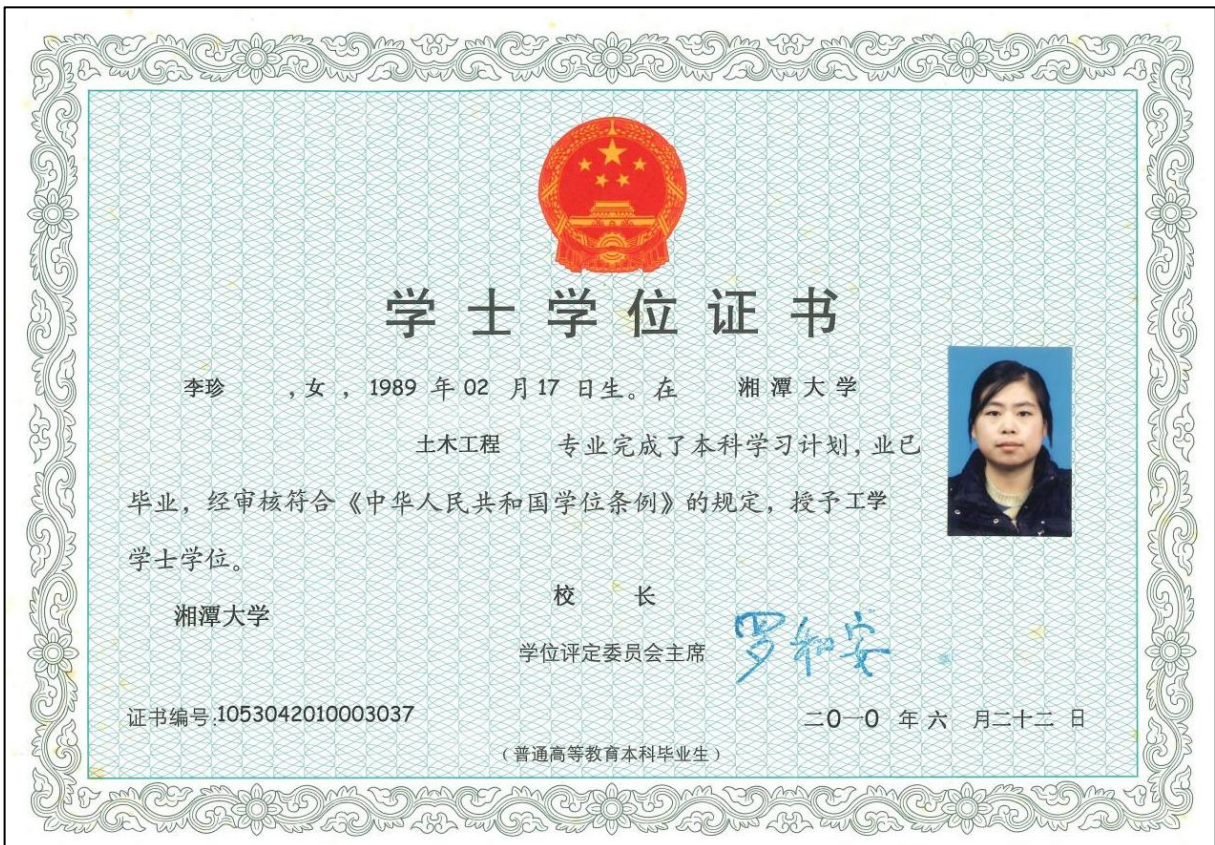 学士学位证书
李珍 ,女,1989 年 02 月 17 日生。在 湘潭大学
土木工程 专业完成了本科学习计划,业已
毕业,经审核符合《中华人民共和国学位条例》的规定,授予工学
学士学位。
湘潭大学
校 长
学位评定委员会主席
罗和安
证书编号:1053042010003037
二0一0 年 六 月二十二 日
(普通高等教育本科毕业生)